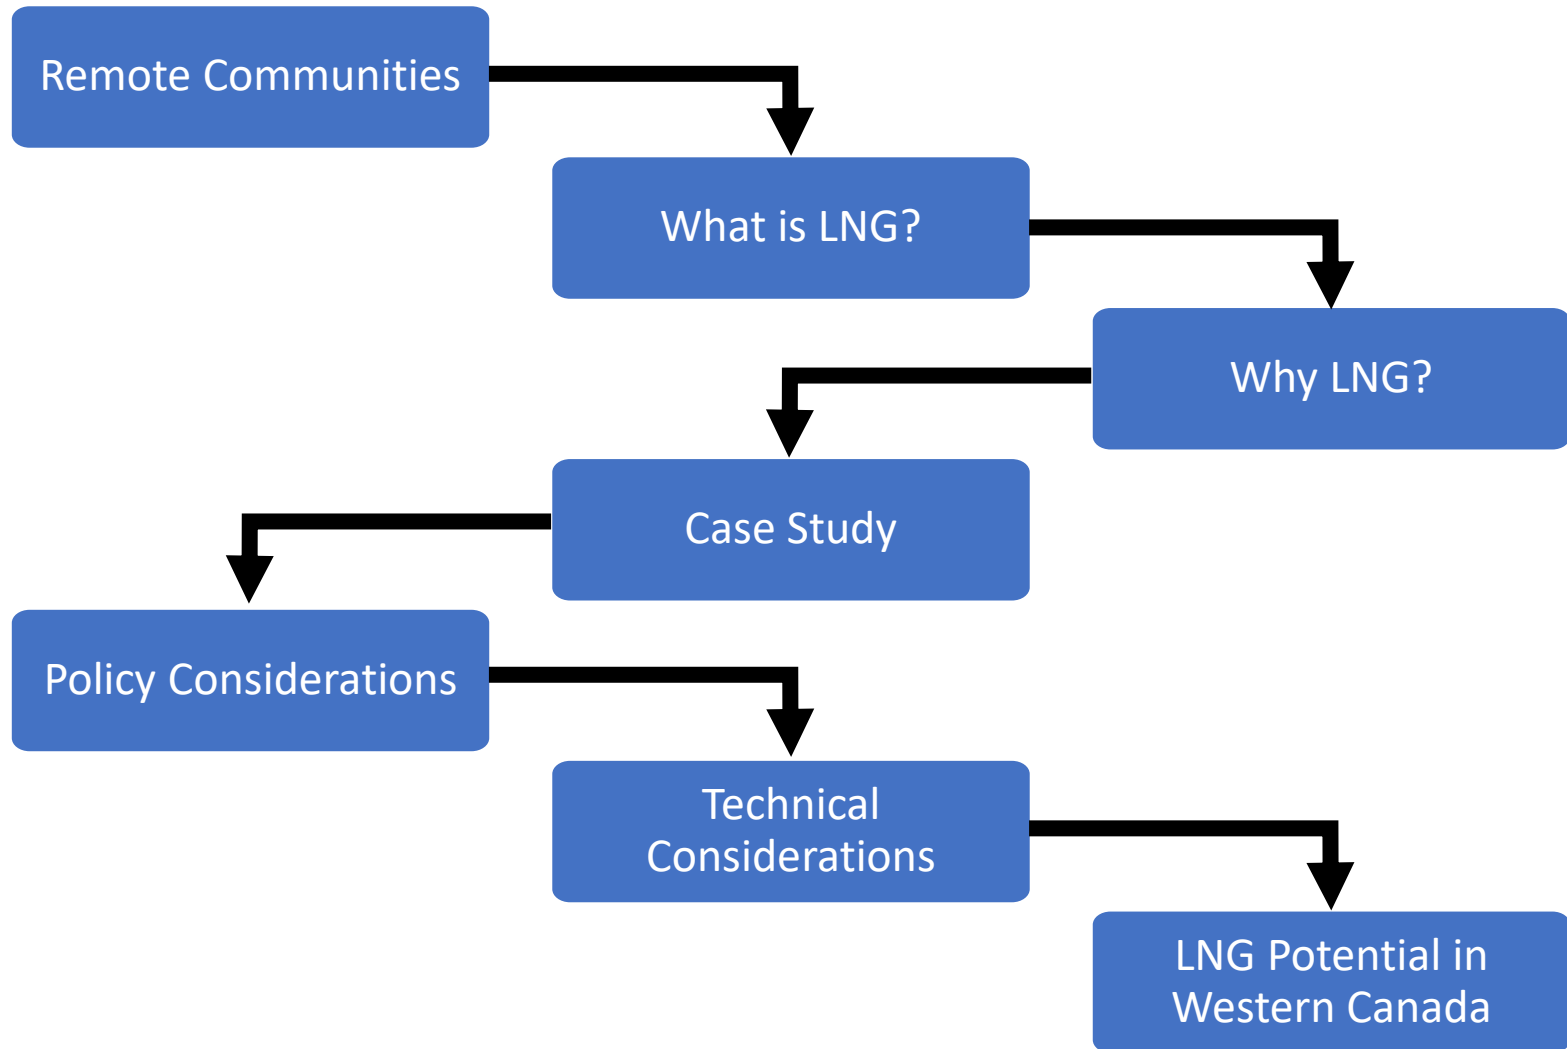 Remote Communities
What is LNG?
Why LNG?
Case Study
Policy Considerations
Technical
Considerations
LNG Potential in
Western Canada